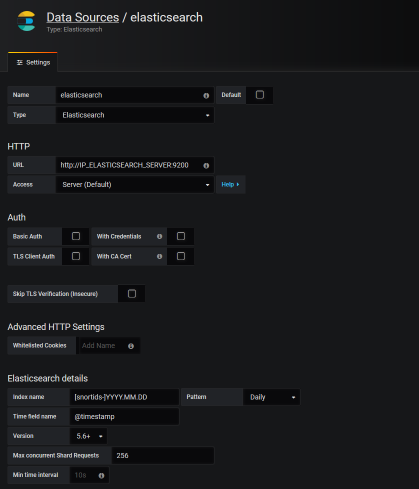 Data Sources / elasticsearch
Type: Elasticsearch
Settings
Name elasticsearch Default
Type Elasticsearch
HTTP
URL http://IP_ELASTICSEARCH_SERVER:9200
Access Server (Default) Help
Auth
Basic Auth With Credentials
TLS Client Auth With CA Cert
Skip TLS Verification (Insecure)
Advanced HTTP Settings
Whitelisted Cookies Add Name
Elasticsearch details
Index name [snortids-]YYYY.MM.DD Pattern Daily
Time field name @timestamp
Version 5.6+
Max concurrent Shard Requests 256
Min time interval 10s